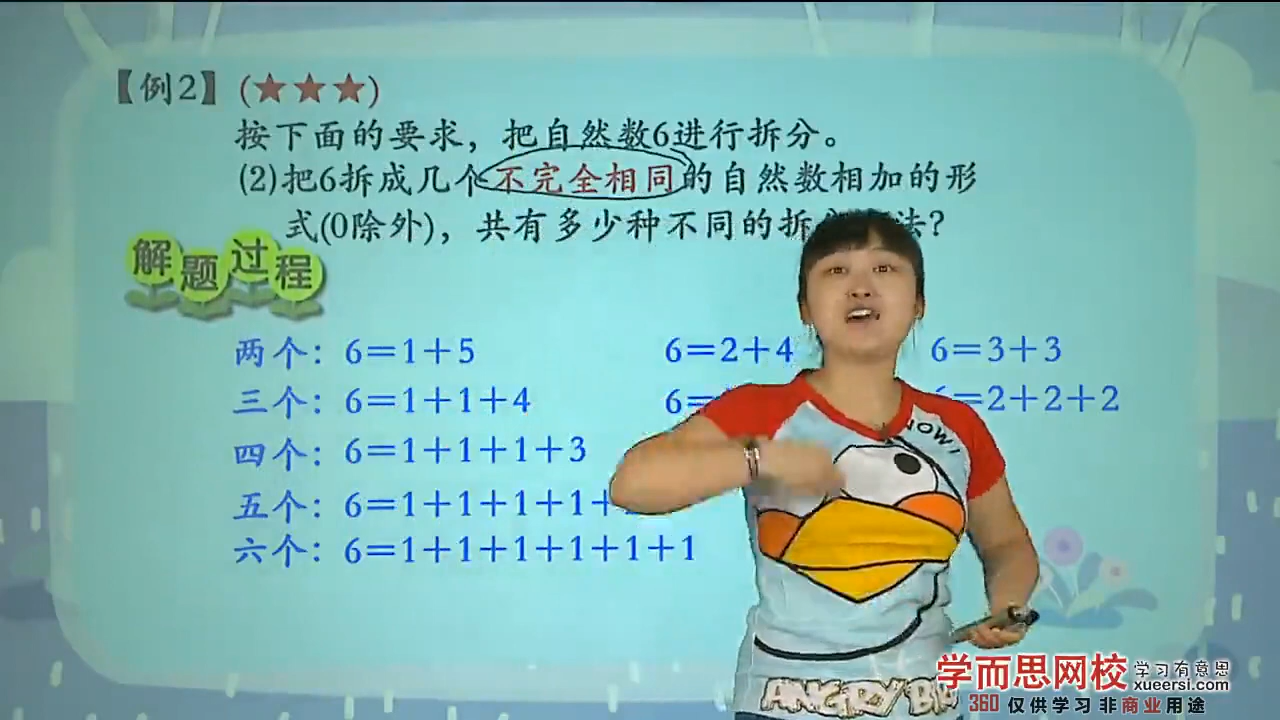 【例2】(★★★)
按下面的要求，把自然数6进行拆分。
(2)把6拆成几个不完全相同的自然数相加的形
式(0除外)，共有多少种不同的拆 法？
解题过程
两个：6＝1＋5 6＝2＋4 6＝3＋3
三个：6＝1＋1＋4 6＝ ＝2＋2＋2
四个：6＝1＋1＋1＋3
五个：6＝1＋1＋1＋1＋
六个：6＝1＋1＋1＋1＋1＋1
WOW!
ANGRY BI
学而思网校 学习有意思
xueersi.com
360 仅供学习 非商业用途